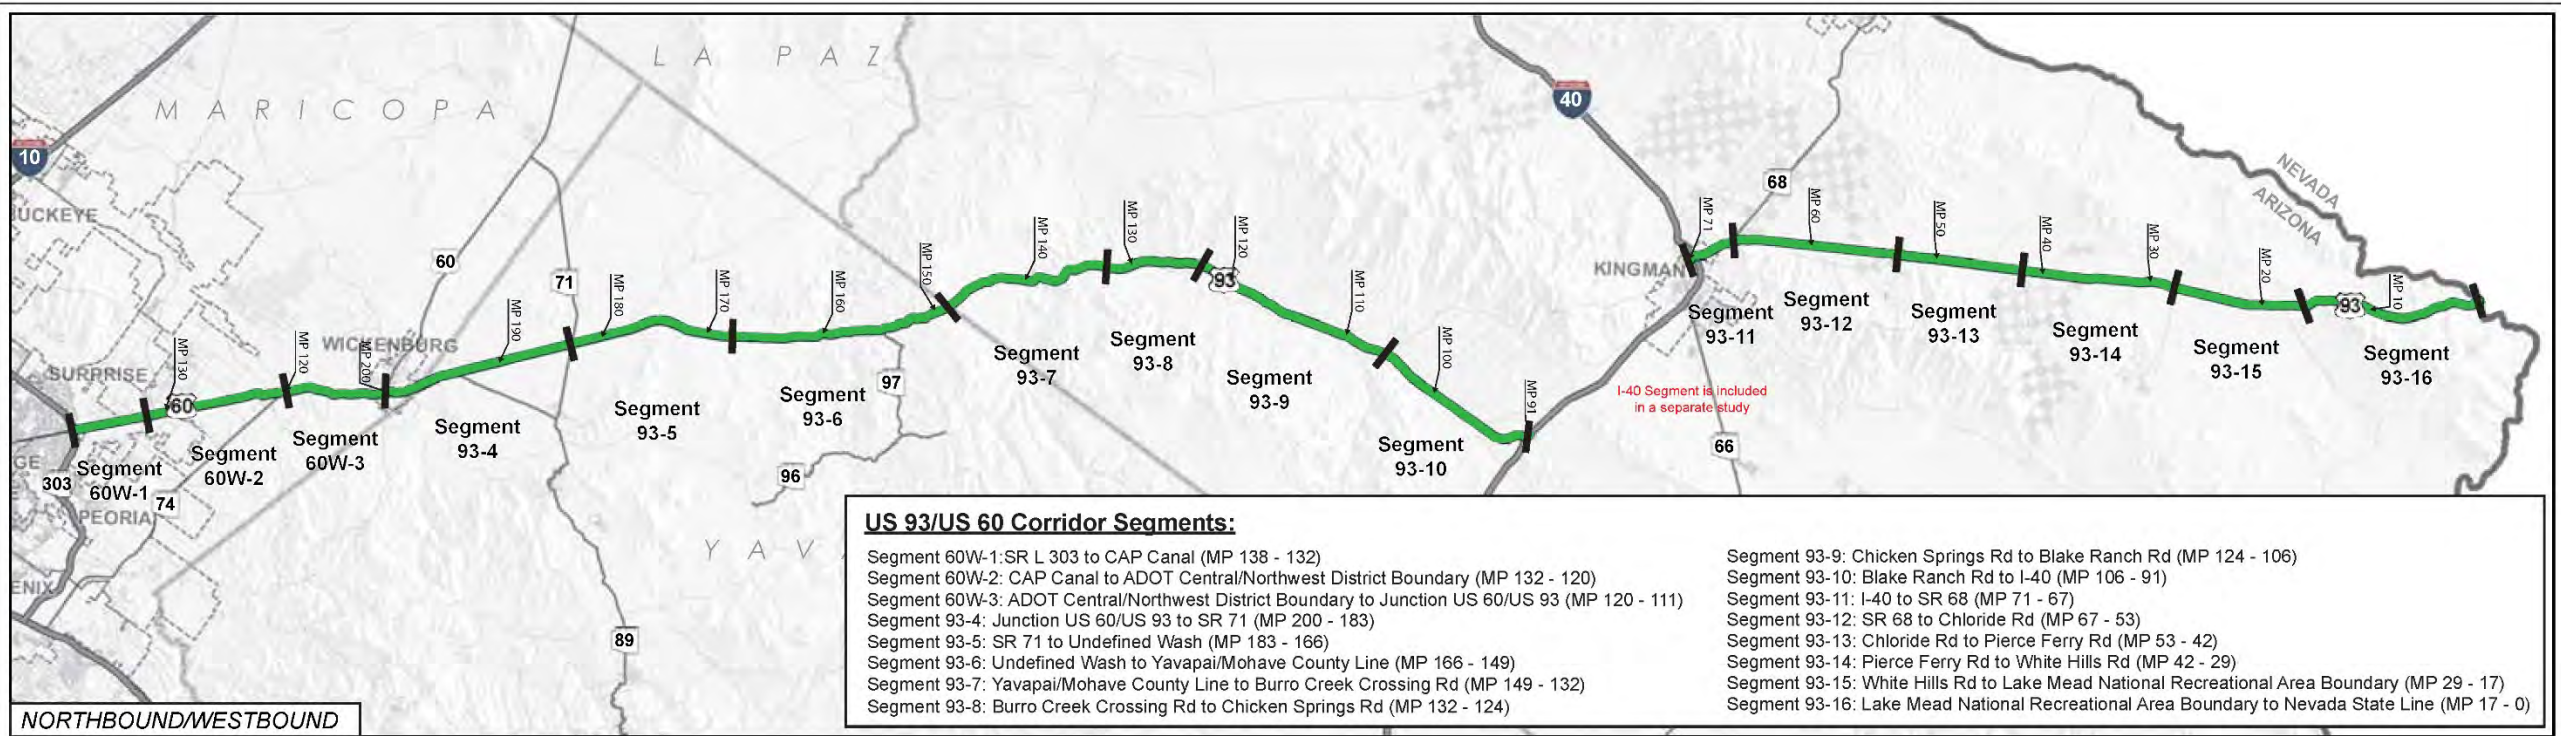 LA PAZ
MARICOPA
10
40
68
NEVADA
ARIZONA
BUCKEYE
60
71
MP 71
MP 60
MP 50
MP 40
MP 30
MP 20
MP 10
MP 150
MP 140
MP 130
MP 120
MP 110
MP 100
MP 91
93
KINGMAN
93
MP 190
MP 180
MP 170
MP 160
WICKENBURG
MP 200
MP 120
MP 130
SURPRISE
60
97
96
66
303
74
PEORIA
89
Segment
60W-1
Segment
60W-2
Segment
60W-3
Segment
93-4
Segment
93-5
Segment
93-6
Segment
93-7
Segment
93-8
Segment
93-9
Segment
93-10
Segment
93-11
Segment
93-12
Segment
93-13
Segment
93-14
Segment
93-15
Segment
93-16
I-40 Segment is included
in a separate study
GE
ENIX
YAV
US 93/US 60 Corridor Segments:
Segment 60W-1:SR L 303 to CAP Canal (MP 138 - 132)
Segment 60W-2: CAP Canal to ADOT Central/Northwest District Boundary (MP 132 - 120)
Segment 60W-3: ADOT Central/Northwest District Boundary to Junction US 60/US 93 (MP 120 - 111)
Segment 93-4: Junction US 60/US 93 to SR 71 (MP 200 - 183)
Segment 93-5: SR 71 to Undefined Wash (MP 183 - 166)
Segment 93-6: Undefined Wash to Yavapai/Mohave County Line (MP 166 - 149)
Segment 93-7: Yavapai/Mohave County Line to Burro Creek Crossing Rd (MP 149 - 132)
Segment 93-8: Burro Creek Crossing Rd to Chicken Springs Rd (MP 132 - 124)
Segment 93-9: Chicken Springs Rd to Blake Ranch Rd (MP 124 - 106)
Segment 93-10: Blake Ranch Rd to I-40 (MP 106 - 91)
Segment 93-11: I-40 to SR 68 (MP 71 - 67)
Segment 93-12: SR 68 to Chloride Rd (MP 67 - 53)
Segment 93-13: Chloride Rd to Pierce Ferry Rd (MP 53 - 42)
Segment 93-14: Pierce Ferry Rd to White Hills Rd (MP 42 - 29)
Segment 93-15: White Hills Rd to Lake Mead National Recreational Area Boundary (MP 29 - 17)
Segment 93-16: Lake Mead National Recreational Area Boundary to Nevada State Line (MP 17 - 0)
NORTHBOUND/WESTBOUND